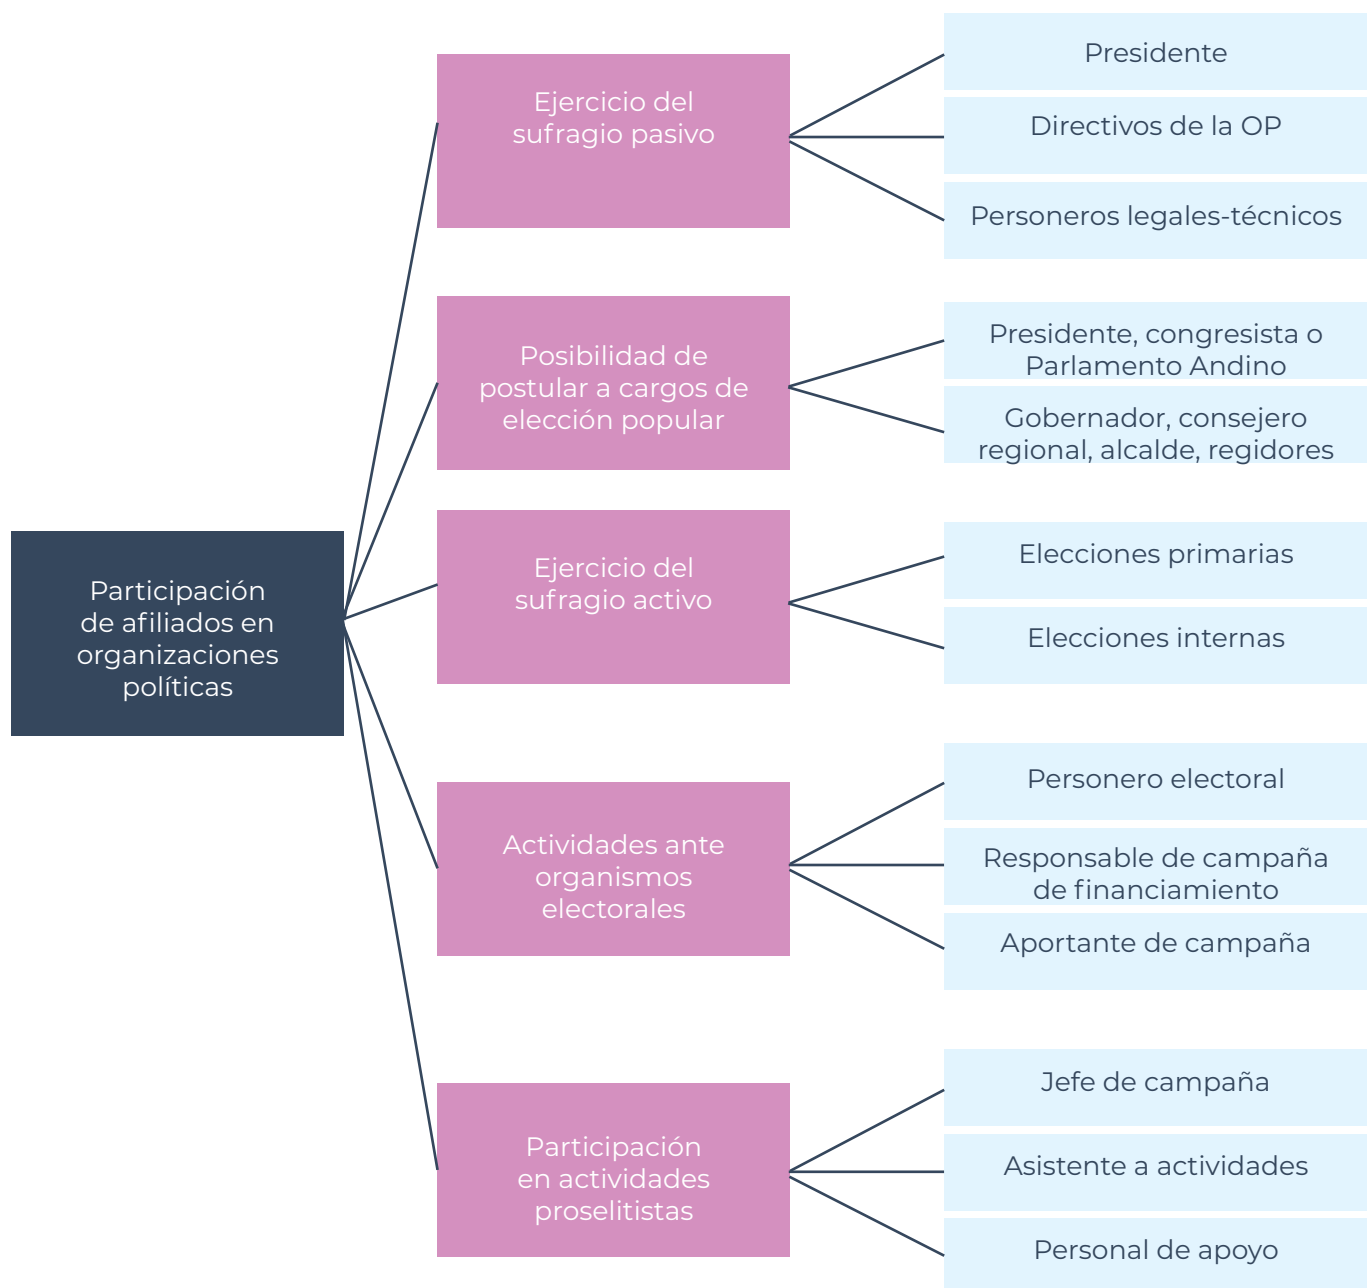 Participación
de afiliados en
organizaciones
políticas
Ejercicio del
sufragio pasivo
Presidente
Directivos de la OP
Personeros legales-técnicos
Posibilidad de
postular a cargos de
elección popular
Presidente, congresista o
Parlamento Andino
Gobernador, consejero
regional, alcalde, regidores
Ejercicio del
sufragio activo
Elecciones primarias
Elecciones internas
Actividades ante
organismos
electorales
Personero electoral
Responsable de campaña
de financiamiento
Aportante de campaña
Participación
en actividades
proselitistas
Jefe de campaña
Asistente a actividades
Personal de apoyo